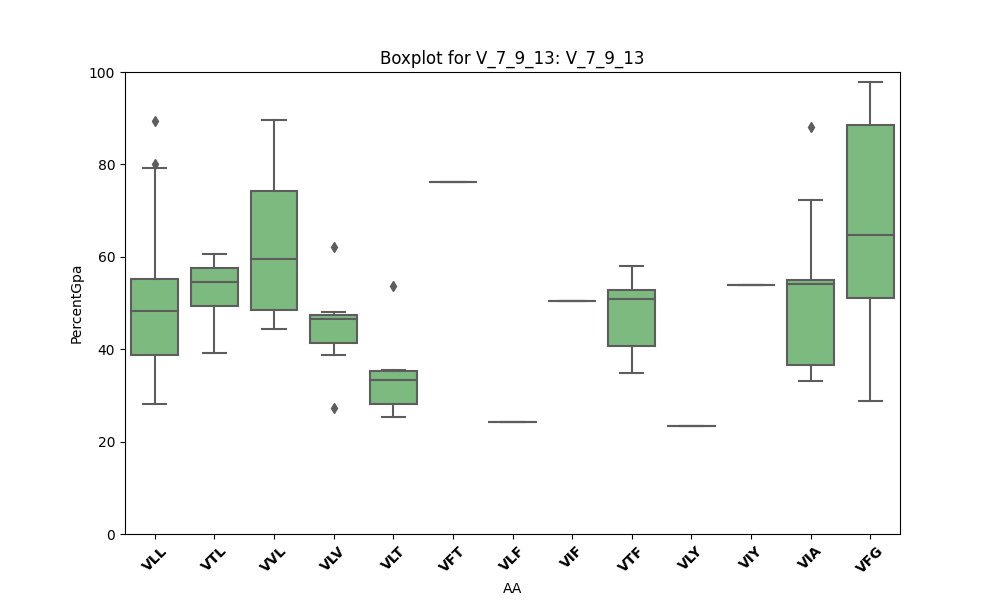 Boxplot for V_7_9_13: V_7_9_13
100
80
60
40
20
0
PercentGpa
VLL VTL VVL VLV VLT VFT VLF VIF VTF VLY VIY VIA VFG
AA